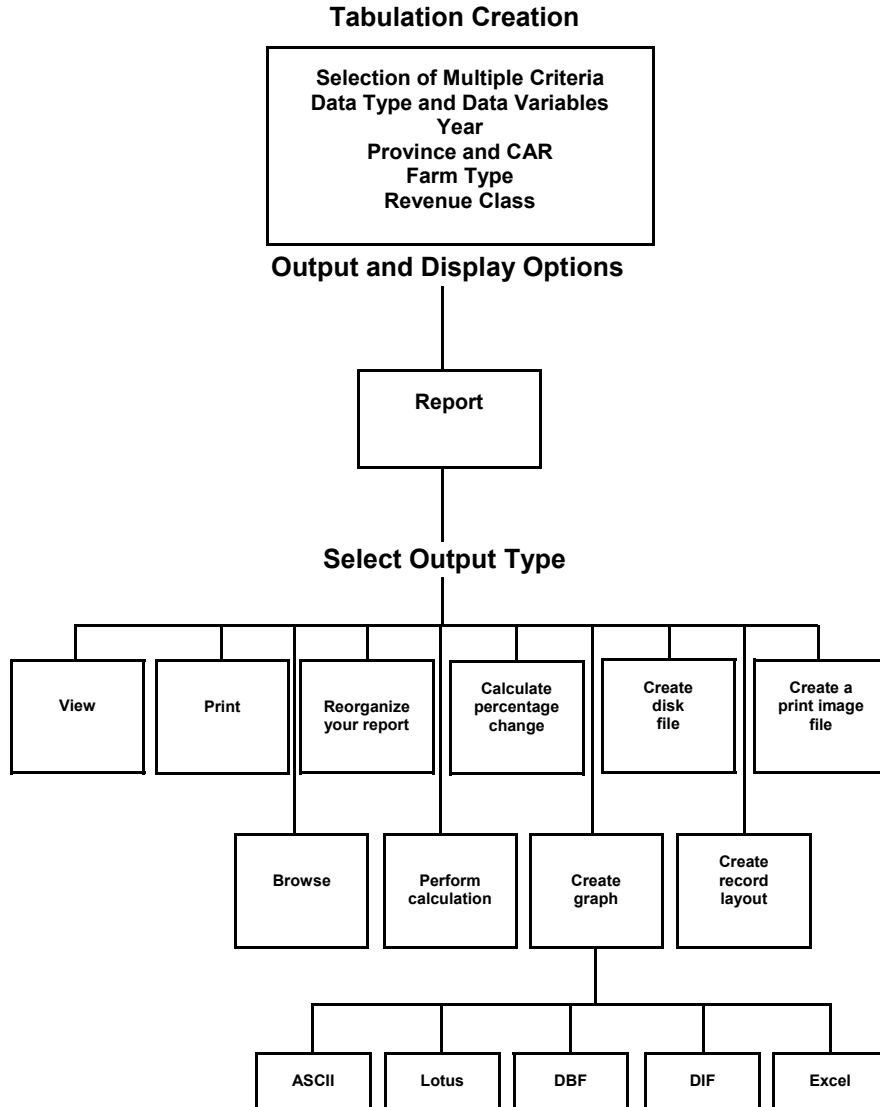 Tabulation Creation
Selection of Multiple Criteria
Data Type and Data Variables
Year
Province and CAR
Farm Type
Revenue Class
Output and Display Options
Report
Select Output Type
View
Print
Reorganize
your report
Calculate
percentage
change
Create
disk
file
Create a
print image
file
Browse
Perform
calculation
Create
graph
Create
record
layout
ASCII
Lotus
DBF
DIF
Excel